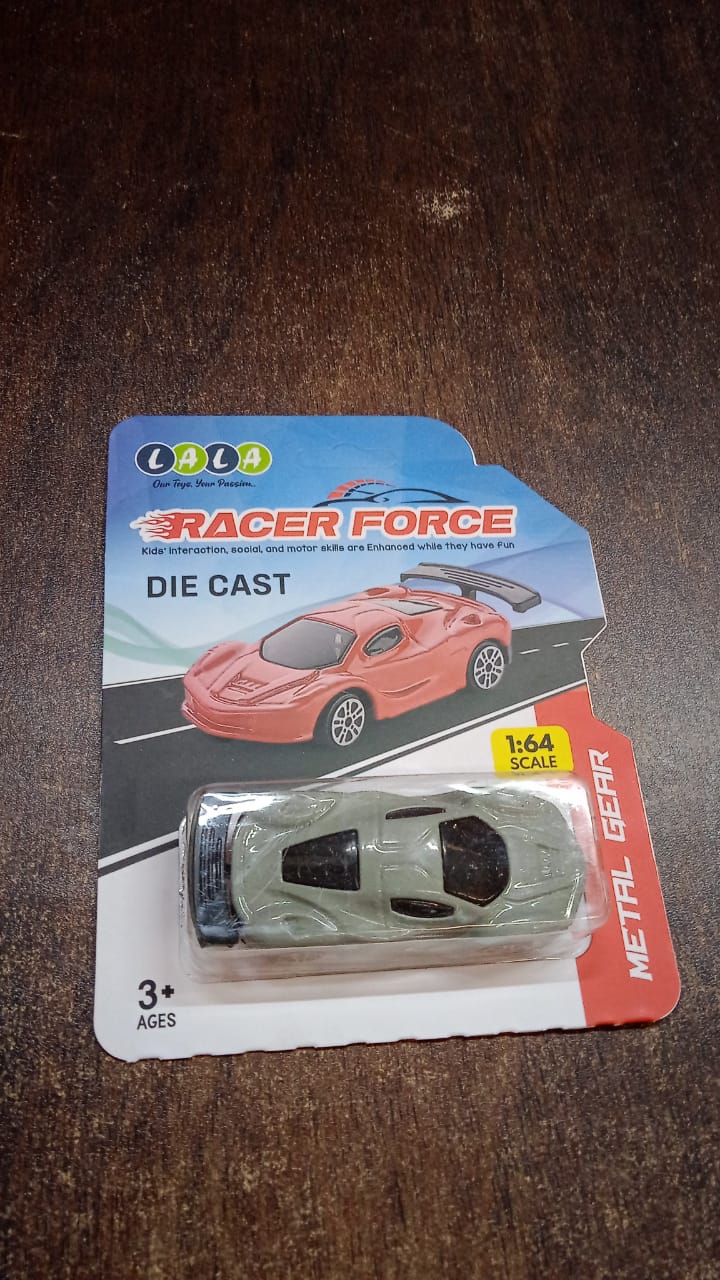 LALA
Our Toys, Your Passion..
RACER FORCE
Kids' interaction, social, and motor skills are Enhanced while they have fun
DIE CAST
1:64
SCALE
METAL GEAR
3+
AGES